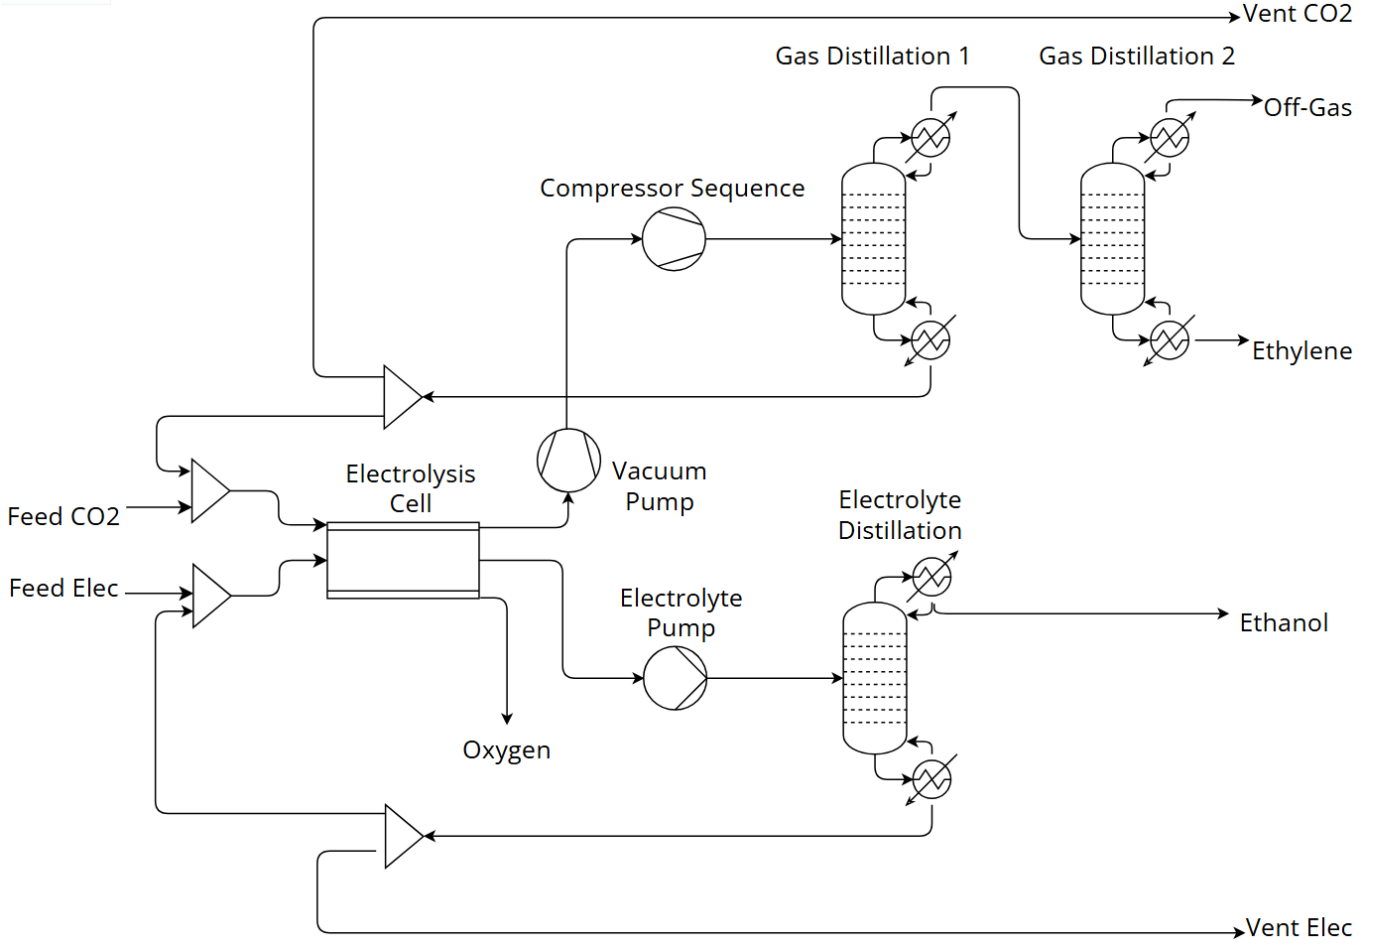 Vent CO2
Gas Distillation 1
Gas Distillation 2
Off-Gas
Compressor Sequence
Ethylene
Electrolysis
Cell
Vacuum
Pump
Electrolyte
Distillation
Feed CO2
Feed Elec
Electrolyte
Pump
Ethanol
Oxygen
Vent Elec